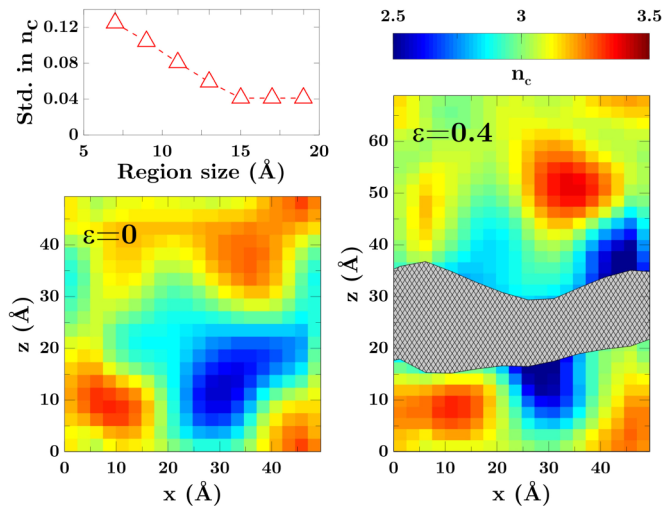 0.12
0.08
0.04
0
Std. in n_c
5 10 15 20
Region size (Å)
2.5 3 3.5
n_c
ε=0
40
30
20
10
0
z (Å)
0 10 20 30 40
x (Å)
ε=0.4
60
50
40
30
20
10
0
z (Å)
0 10 20 30 40
x (Å)